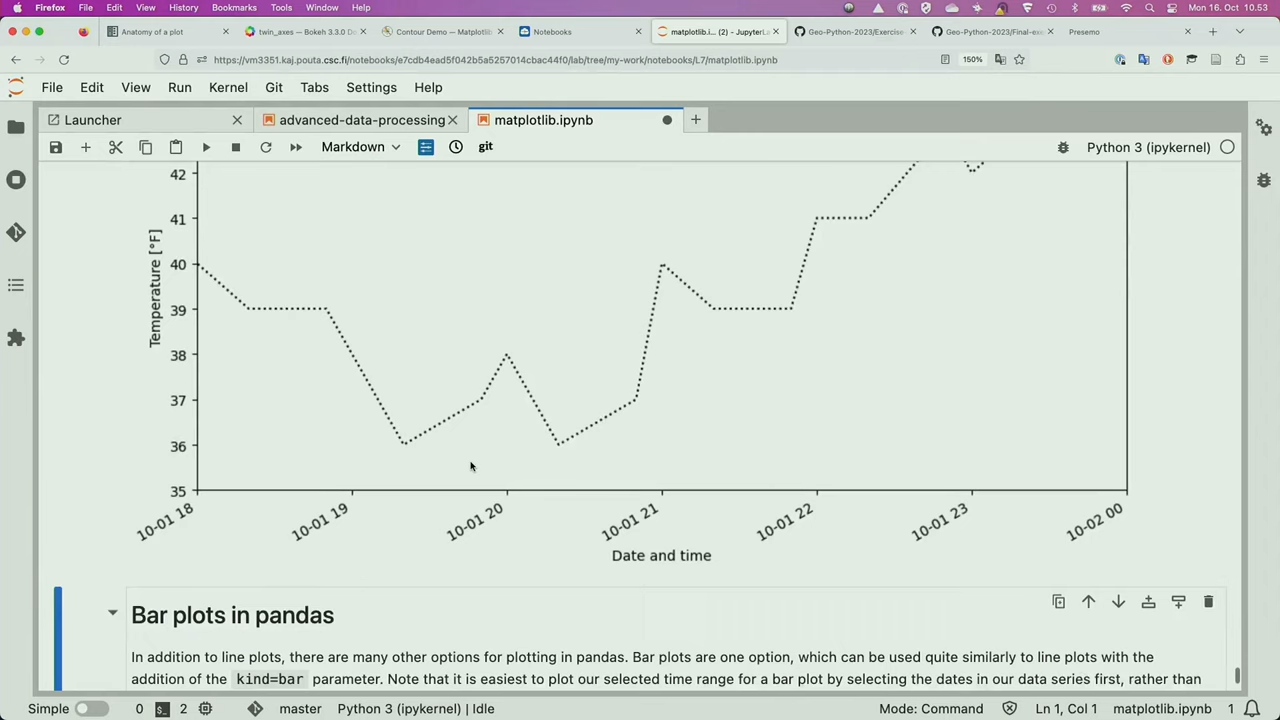 Firefox File Edit View History Bookmarks Tools Window Help Mon 16. Oct 10.53
Anatomy of a plot
twin_axes — Bokeh 3.3.0 Do
Contour Demo — Matplotlib
Notebooks
matplotlib.i... (2) - JupyterLa
Geo-Python-2023/Exercise
Geo-Python-2023/Final-exe
Presemo
https://vm3351.kaj.pouta.csc.fi/notebooks/e7cdb4ead5f042b5a5257014cbac44f0/lab/tree/my-work/notebooks/L7/matplotlib.ipynb 150%
File Edit View Run Kernel Git Tabs Settings Help
Launcher advanced-data-processing matplotlib.ipynb
Markdown git Python 3 (ipykernel)
42
41
40
39
38
37
36
35
Temperature [°F]
10-01 18 10-01 19 10-01 20 10-01 21 10-01 22 10-01 23 10-02 00
Date and time
Bar plots in pandas
In addition to line plots, there are many other options for plotting in pandas. Bar plots are one option, which can be used quite similarly to line plots with the
addition of the kind=bar parameter. Note that it is easiest to plot our selected time range for a bar plot by selecting the dates in our data series first, rather than
Simple 0 2 master Python 3 (ipykernel) | Idle Mode: Command Ln 1, Col 1 matplotlib.ipynb 1